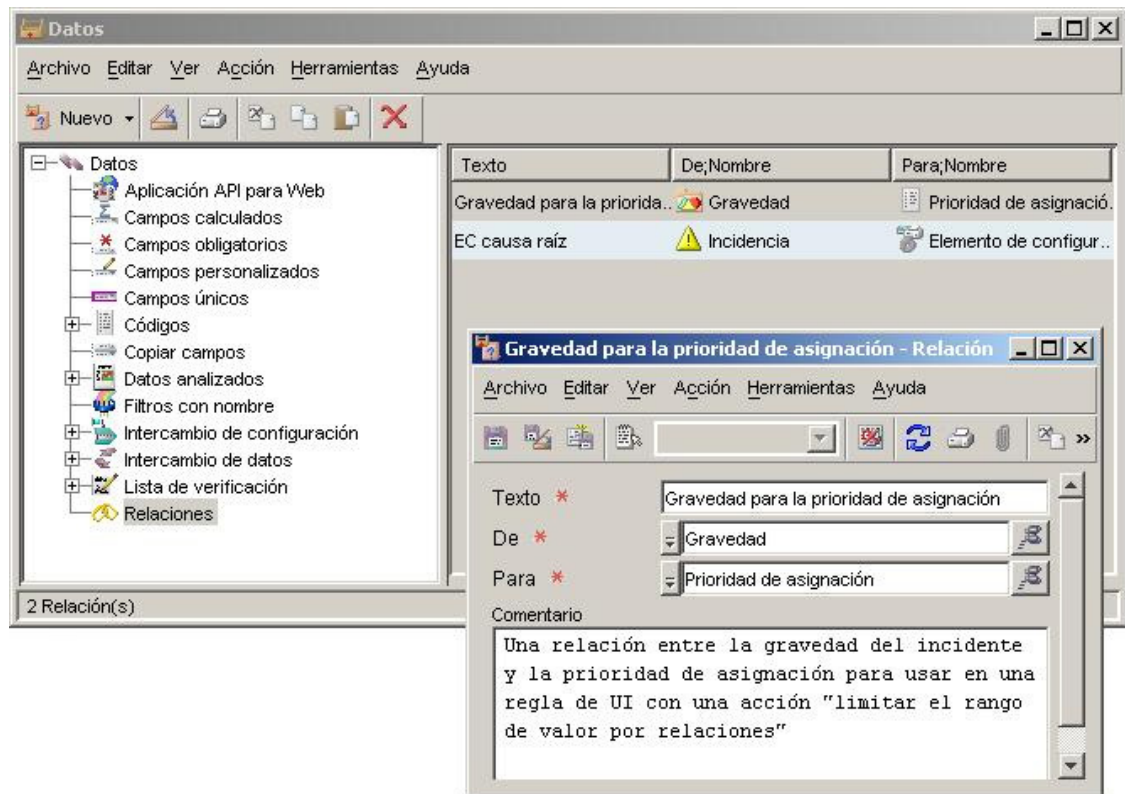 Datos
Archivo Editar Ver Acción Herramientas Ayuda
Nuevo
Datos
Aplicación API para Web
Campos calculados
Campos obligatorios
Campos personalizados
Campos únicos
Códigos
Copiar campos
Datos analizados
Filtros con nombre
Intercambio de configuración
Intercambio de datos
Lista de verificación
Relaciones
Texto De;Nombre Para;Nombre
Gravedad para la priorida.. Gravedad Prioridad de asignació.
EC causa raíz Incidencia Elemento de configur..
2 Relación(s)
Gravedad para la prioridad de asignación - Relación
Archivo Editar Ver Acción Herramientas Ayuda
Texto * Gravedad para la prioridad de asignación
De * Gravedad
Para * Prioridad de asignación
Comentario
Una relación entre la gravedad del incidente
y la prioridad de asignación para usar en una
regla de UI con una acción "limitar el rango
de valor por relaciones"